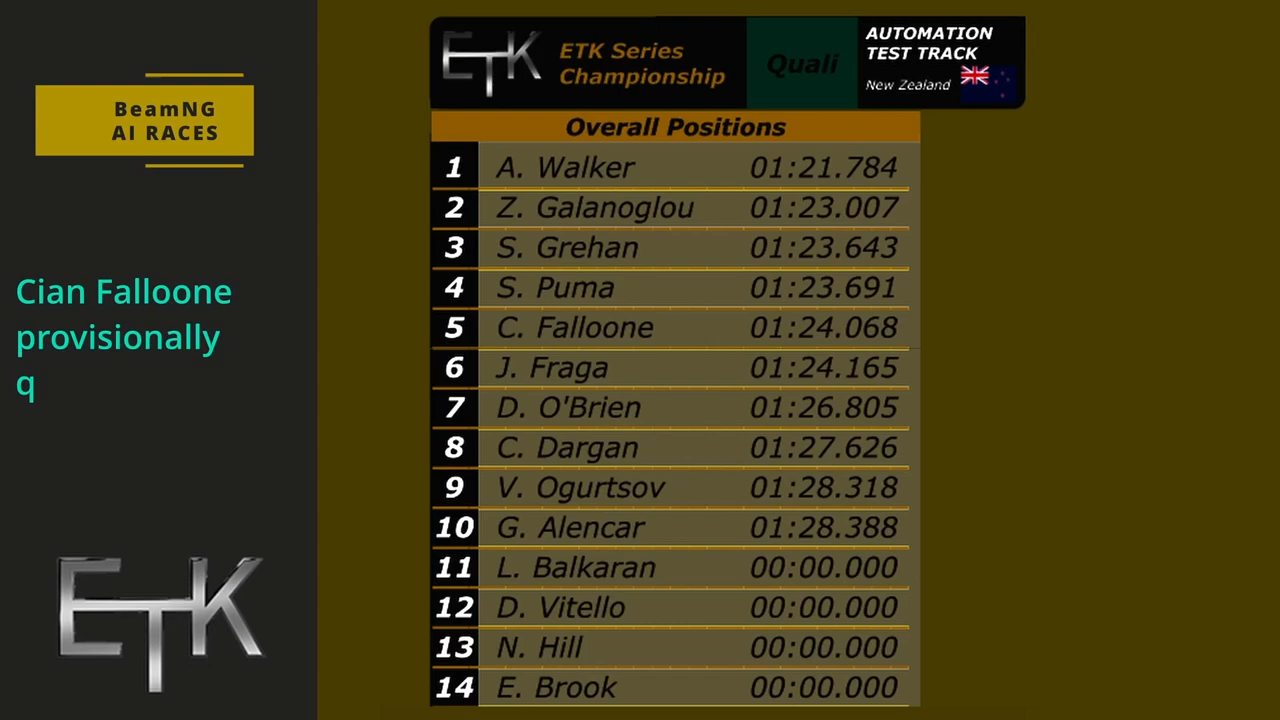 BeamNG
AI RACES
Cian Falloone
provisionally
q
ETK
ETK
ETK Series
Championship
Quali
AUTOMATION
TEST TRACK
New Zealand
Overall Positions
1 A. Walker 01:21.784
2 Z. Galanoglou 01:23.007
3 S. Grehan 01:23.643
4 S. Puma 01:23.691
5 C. Falloone 01:24.068
6 J. Fraga 01:24.165
7 D. O'Brien 01:26.805
8 C. Dargan 01:27.626
9 V. Ogurtsov 01:28.318
10 G. Alencar 01:28.388
11 L. Balkaran 00:00.000
12 D. Vitello 00:00.000
13 N. Hill 00:00.000
14 E. Brook 00:00.000